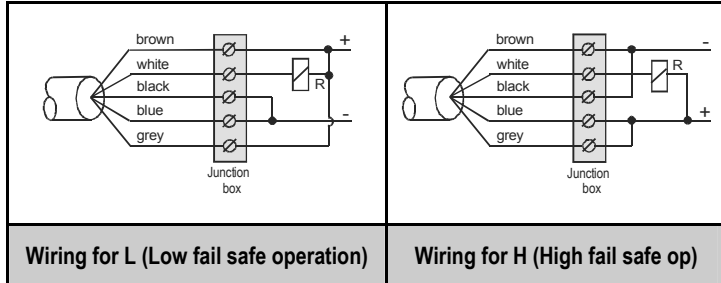 brown
white
black
blue
grey
+
R
-
Junction
box
brown
white
black
blue
grey
-
R
+
Junction
box
Wiring for L (Low fail safe operation)
Wiring for H (High fail safe op)